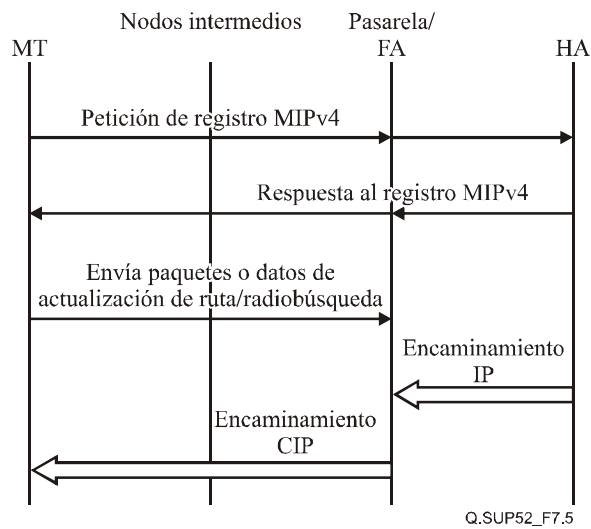 Nodos intermedios
Pasarela/
MT
FA
HA
Petición de registro MIPv4
Respuesta al registro MIPv4
Envía paquetes o datos de
actualización de ruta/radiobúsqueda
Encaminamiento
IP
Encaminamiento
CIP
Q.SUP52_F7.5